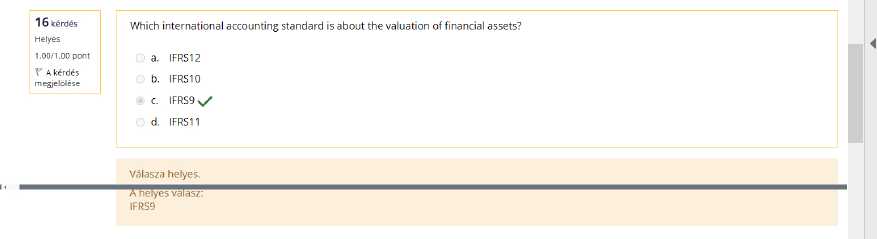 16 kérdés
Helyes
1.00/1.00 pont
A kérdés
megjelölése
Which international accounting standard is about the valuation of financial assets?
a. IFRS12
b. IFRS10
c. IFRS9
d. IFRS11
Válasza helyes.
A helyes válasz:
IFRS9